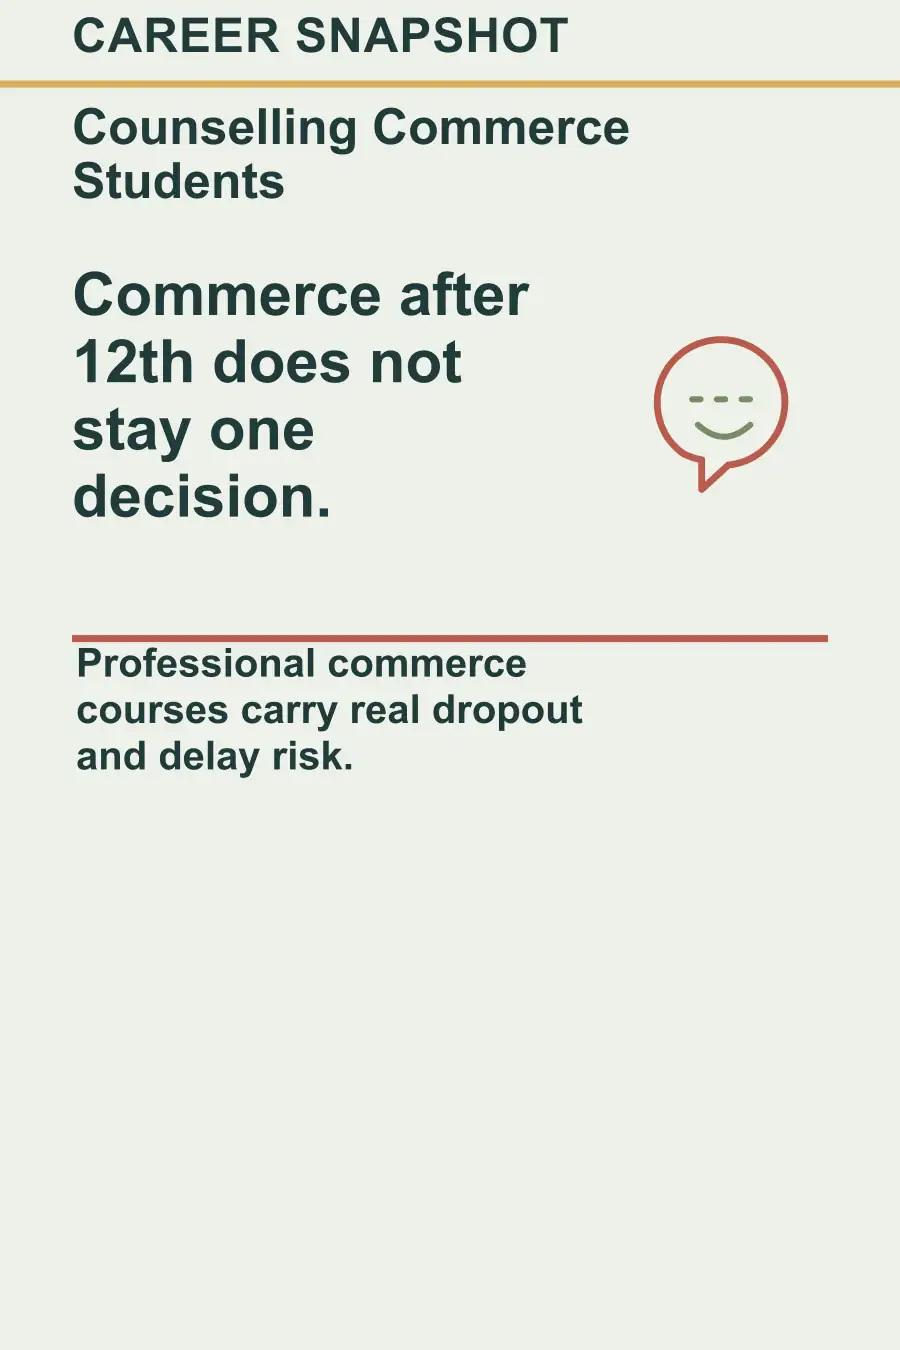 CAREER SNAPSHOT
Counselling Commerce
Students
Commerce after
12th does not
stay one
decision.
Professional commerce
courses carry real dropout
and delay risk.